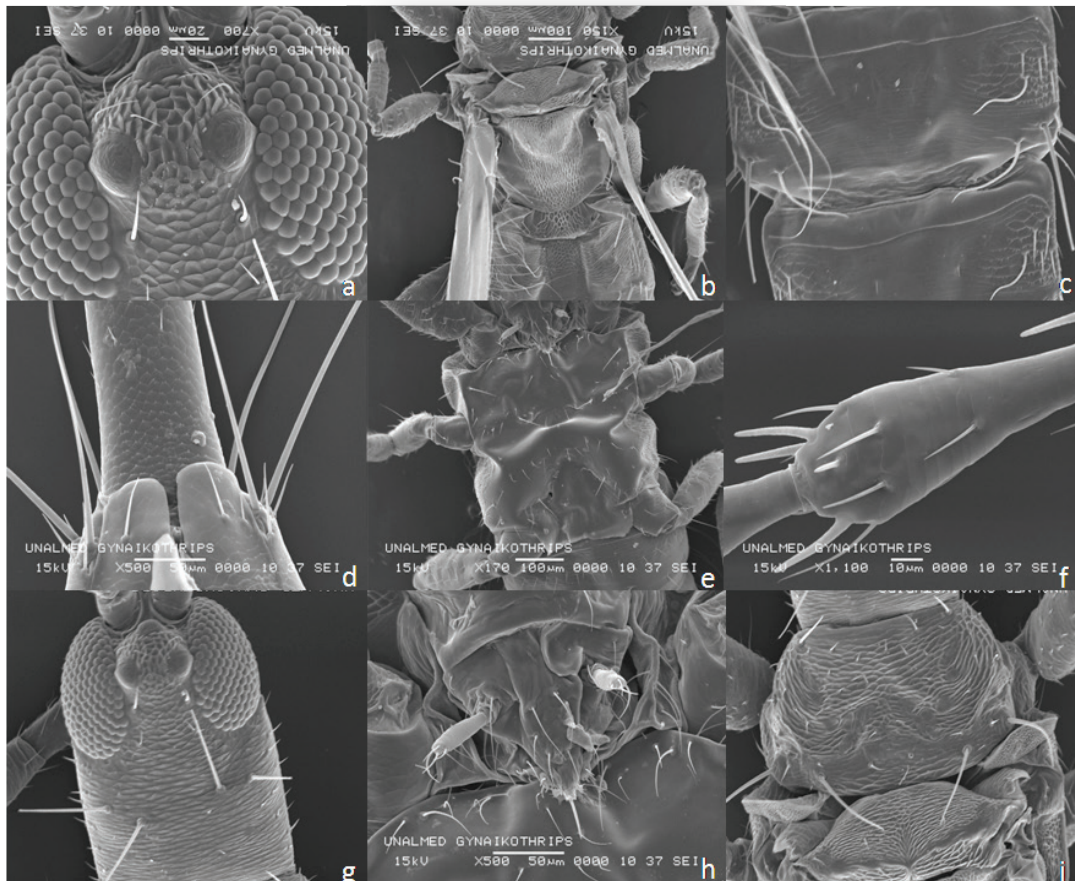 15kV X700 20µm 0000 10 37 SEI
UNALMED GYNAIKOTHRIPS
a
15kV X150 100µm 0000 10 37 SEI
UNALMED GYNAIKOTHRIPS
b
c
UNALMED GYNAIKOTHRIPS
15kV X500 50µm 0000 10 37 SEI
d
UNALMED GYNAIKOTHRIPS
15kV X170 100µm 0000 10 37 SEI
e
UNALMED GYNAIKOTHRIPS
15kV X1,100 10µm 0000 10 37 SEI
f
g
UNALMED GYNAIKOTHRIPS
15kV X500 50µm 0000 10 37 SEI
h
i